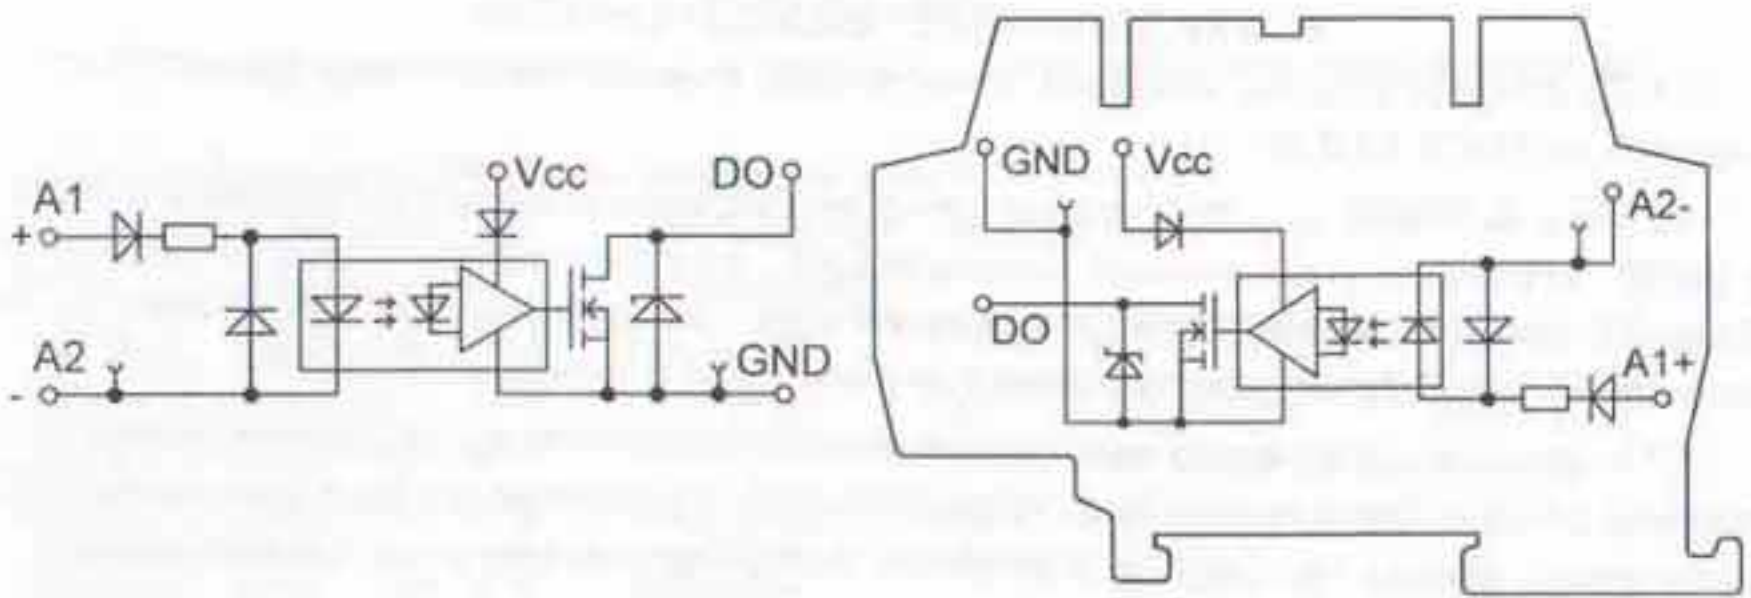 A1
+
Vcc
DO
A2
-
GND
GND
Vcc
A2-
DO
A1+